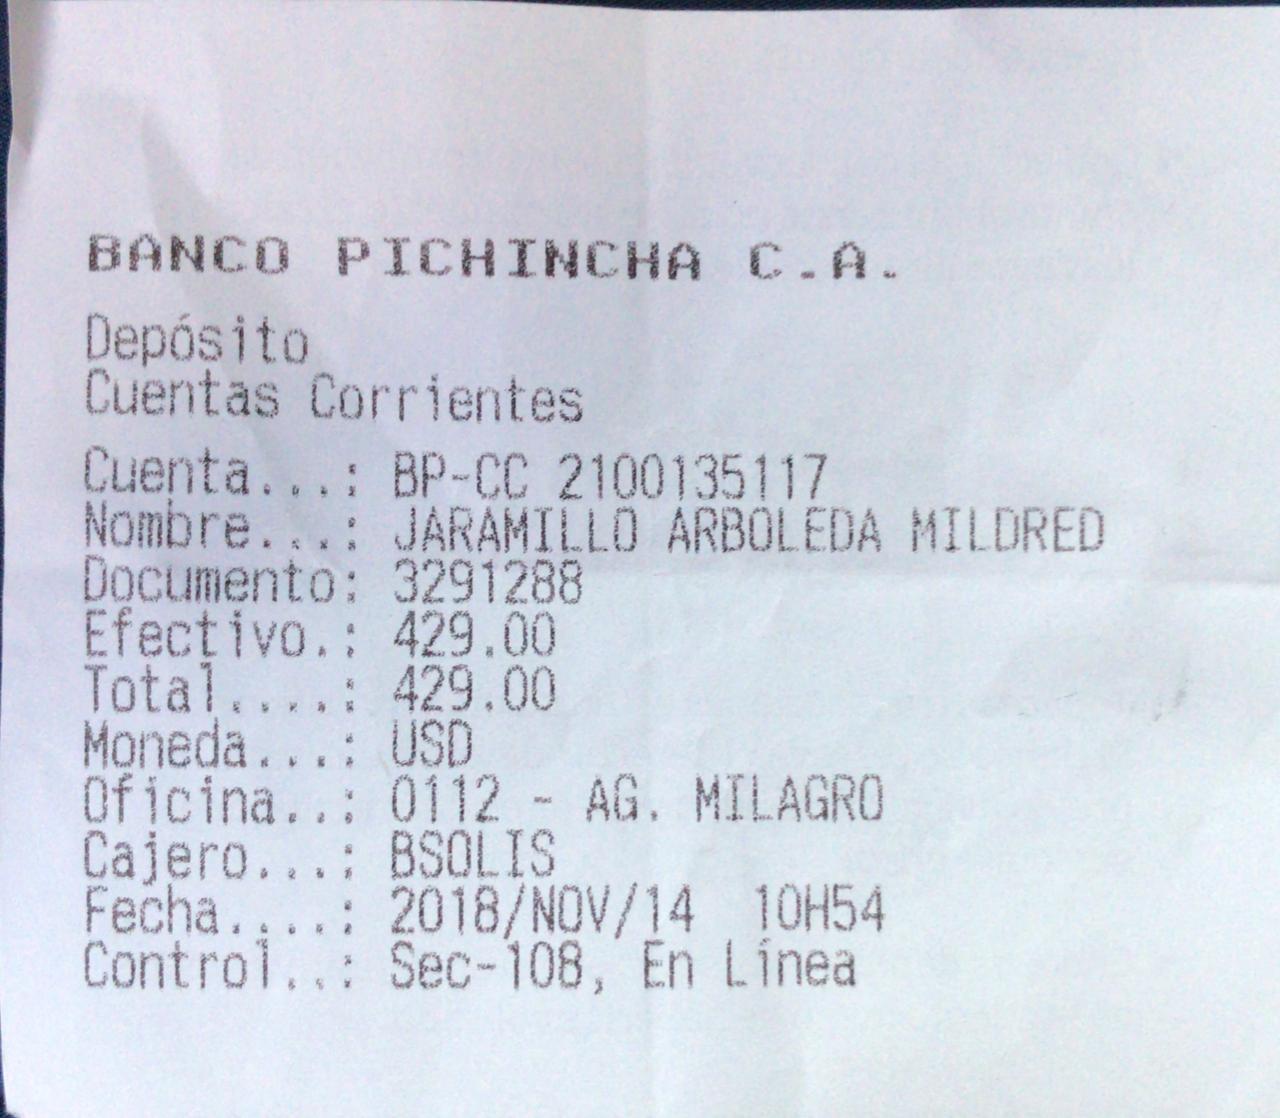 BANCO PICHINCHA C.A.
Depósito
Cuentas Corrientes
Cuenta...: BP-CC 2100135117
Nombre...: JARAMILLO ARBOLEDA MILDRED
Documento: 3291288
Efectivo.: 429.00
Total....: 429.00
Moneda...: USD
Oficina..: 0112 - AG. MILAGRO
Cajero...: BSOLIS
Fecha....: 2018/NOV/14 10H54
Control..: Sec-108, En Línea